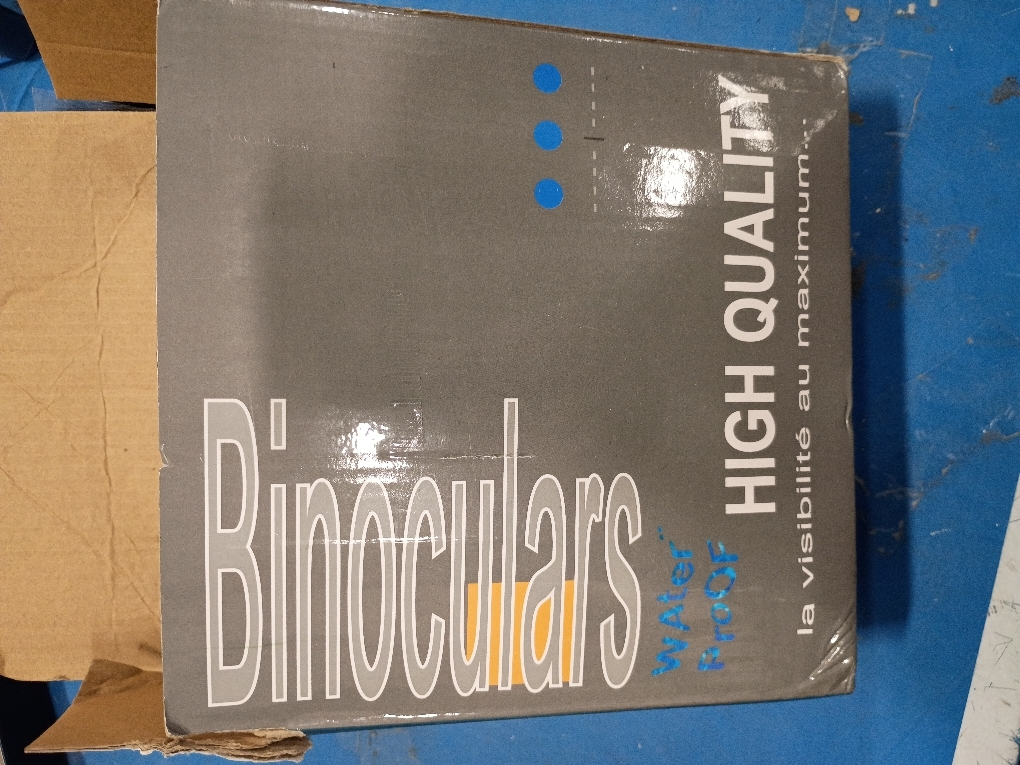 Binoculars
WAter
ProOF
HIGH QUALITY
la visibilité au maximum...